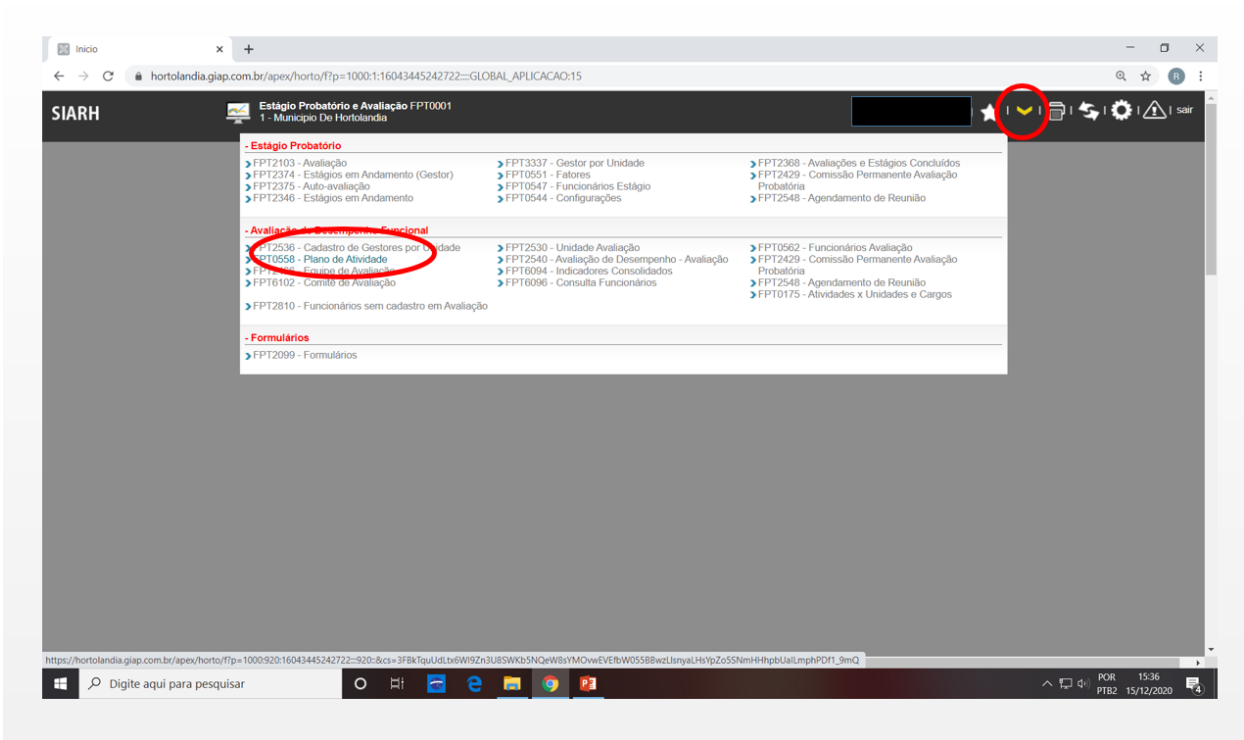 Inicio
hortolandia.giap.com.br/apex/horto/f?p=1000:1:16043445242722::::GLOBAL_APLICACAO:15
R
SIARH
Estágio Probatório e Avaliação FPT0001
1 - Municipio De Hortolandia
sair
- Estágio Probatório
FPT2103 - Avaliação
FPT2374 - Estágios em Andamento (Gestor)
FPT2375 - Auto-avaliação
FPT2346 - Estágios em Andamento
FPT3337 - Gestor por Unidade
FPT0551 - Fatores
FPT0547 - Funcionários Estágio
FPT0544 - Configurações
FPT2368 - Avaliações e Estágios Concluídos
FPT2429 - Comissão Permanente Avaliação
Probatória
FPT2548 - Agendamento de Reunião
- Avaliação de Desempenho Funcional
FPT2536 - Cadastro de Gestores por Unidade
FPT0558 - Plano de Atividade
Equipe de Avaliação
FPT6102 - Comitê de Avaliação
FPT2810 - Funcionários sem cadastro em Avaliação
FPT2530 - Unidade Avaliação
FPT2540 - Avaliação de Desempenho - Avaliação
FPT6094 - Indicadores Consolidados
FPT6096 - Consulta Funcionários
FPT0562 - Funcionários Avaliação
FPT2429 - Comissão Permanente Avaliação
Probatória
FPT2548 - Agendamento de Reunião
FPT0175 - Atividades x Unidades e Cargos
- Formulários
FPT2099 - Formulários
Digite aqui para pesquisar
POR 15:36
PTB2 15/12/2020
4